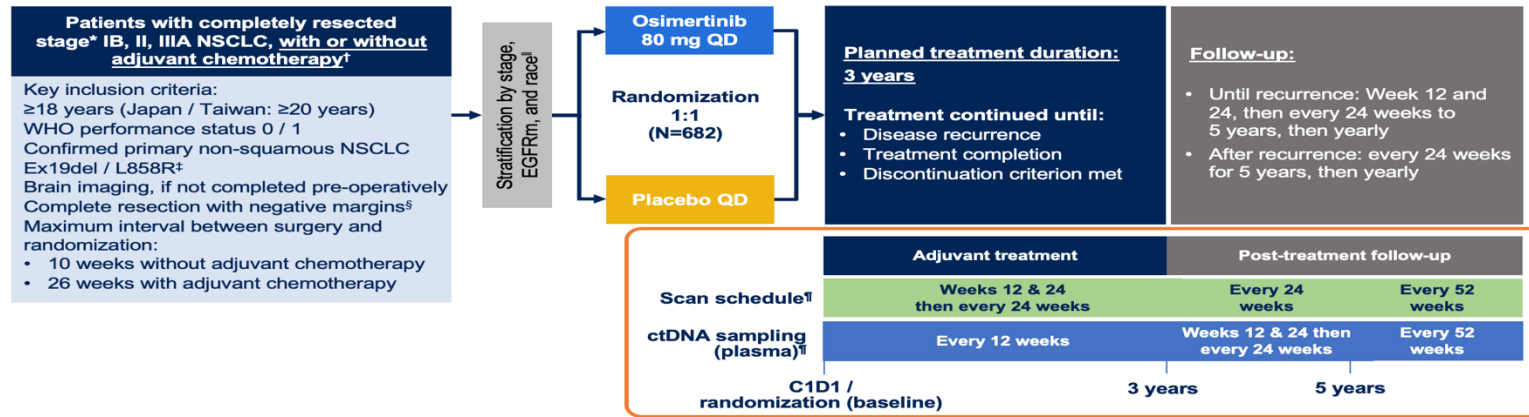 Patients with completely resected
stage* IB, II, IIIA NSCLC, with or without
adjuvant chemotherapy†
Key inclusion criteria:
≥18 years (Japan / Taiwan: ≥20 years)
WHO performance status 0 / 1
Confirmed primary non-squamous NSCLC
Ex19del / L858R‡
Brain imaging, if not completed pre-operatively
Complete resection with negative margins§
Maximum interval between surgery and
randomization:
• 10 weeks without adjuvant chemotherapy
• 26 weeks with adjuvant chemotherapy
Stratification by stage,
EGFRm, and race‖
Osimertinib
80 mg QD
Randomization
1:1
(N=682)
Placebo QD
Planned treatment duration:
3 years
Treatment continued until:
• Disease recurrence
• Treatment completion
• Discontinuation criterion met
Follow-up:
• Until recurrence: Week 12 and
24, then every 24 weeks to
5 years, then yearly
• After recurrence: every 24 weeks
for 5 years, then yearly
Adjuvant treatment
Post-treatment follow-up
Scan schedule¶
Weeks 12 & 24
then every 24 weeks
Every 24
weeks
Every 52
weeks
ctDNA sampling
(plasma)¶
Every 12 weeks
Weeks 12 & 24 then
every 24 weeks
Every 52
weeks
C1D1 /
randomization (baseline)
3 years
5 years